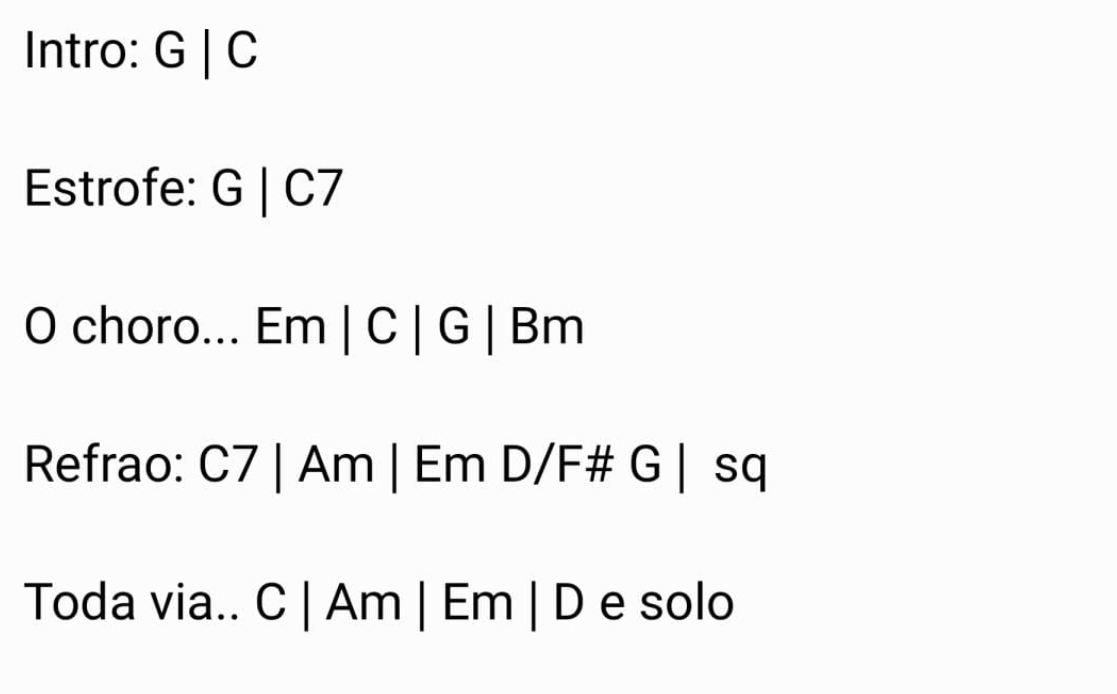 Intro: G | C
Estrofe: G | C7
O choro... Em | C | G | Bm
Refrao: C7 | Am | Em D/F# G |  sq
Toda via.. C | Am | Em | D e solo